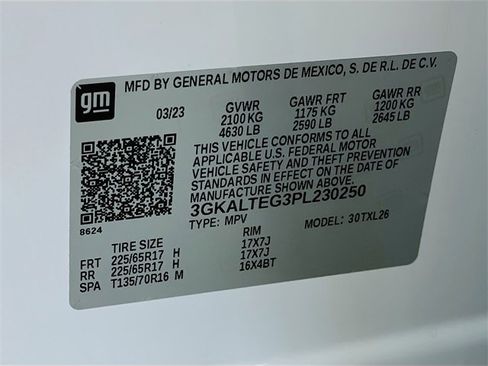 gm
MFD BY GENERAL MOTORS DE MEXICO, S. DE R.L. DE C.V.
03/23 GVWR GAWR FRT GAWR RR
2100 KG 1175 KG 1200 KG
4630 LB 2590 LB 2645 LB
THIS VEHICLE CONFORMS TO ALL
APPLICABLE U.S. FEDERAL MOTOR
VEHICLE SAFETY AND THEFT PREVENTION
STANDARDS IN EFFECT ON THE DATE OF
MANUFACTURE SHOWN ABOVE.
3GKALTEG3PL230250
8624 TYPE: MPV MODEL: 30TXL26
TIRE SIZE RIM
FRT 225/65R17 H 17X7J
RR 225/65R17 H 17X7J
SPA T135/70R16 M 16X4BT